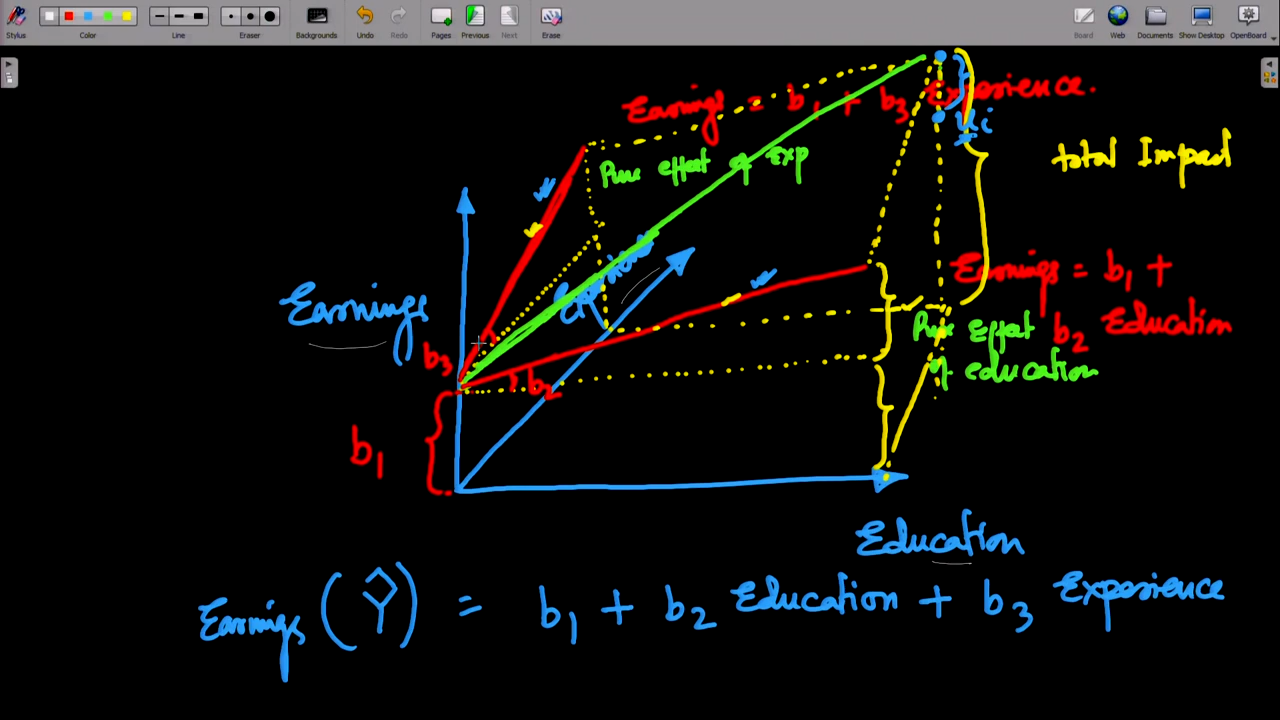 Stylus
Color
Line
Eraser
Backgrounds
Undo
Redo
Pages
Previous
Next
Erase
Board
Web
Documents
Show Desktop
OpenBoard
Earnings = b1 + b3 Experience.
ui
total Impact
Pure effect of Exp
Experience
Earnings
Earnings = b1 +
b2 Education
Pure Effect
of education
b3
b2
b1
Education
Earnings (Ŷ) = b1 + b2 Education + b3 Experience